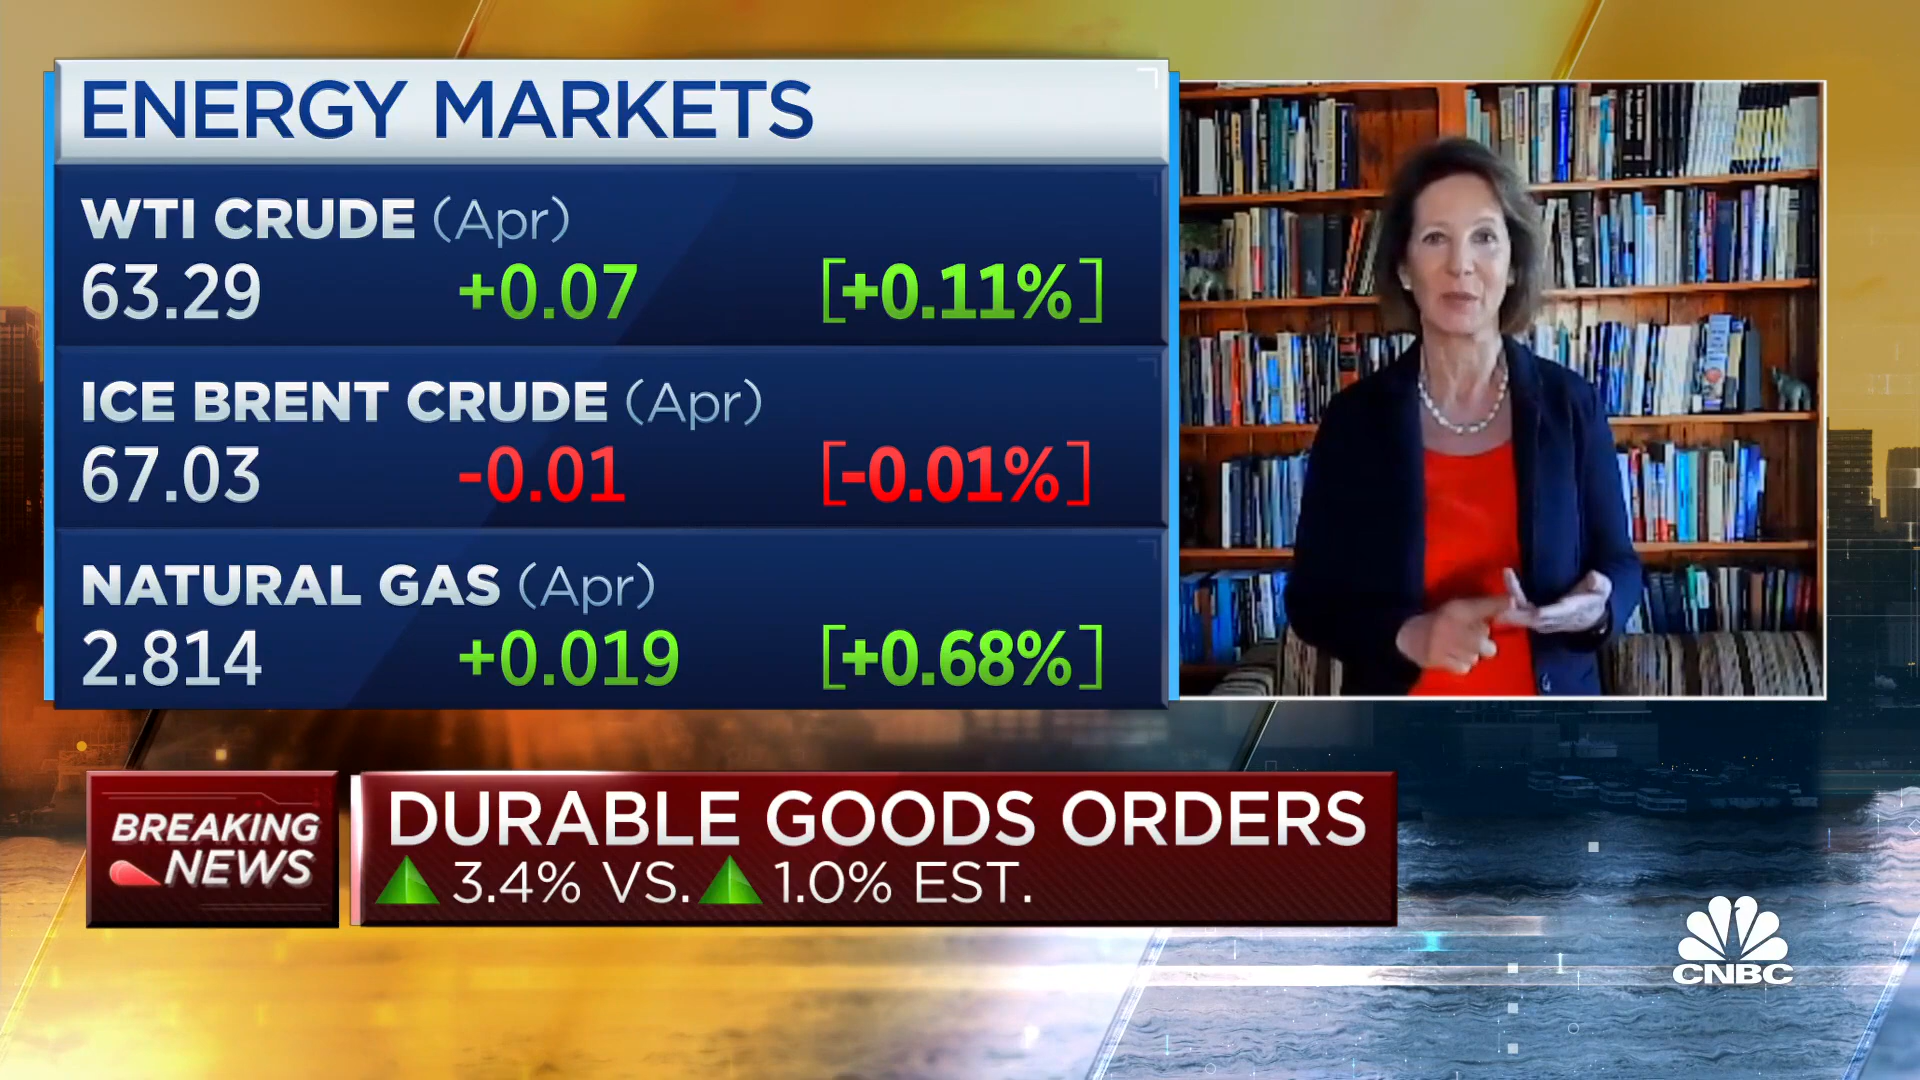 ENERGY MARKETS
WTI CRUDE (Apr)
63.29 +0.07 [+0.11%]
ICE BRENT CRUDE (Apr)
67.03 -0.01 [-0.01%]
NATURAL GAS (Apr)
2.814 +0.019 [+0.68%]
BREAKING
NEWS
DURABLE GOODS ORDERS
▲ 3.4% VS. ▲ 1.0% EST.
CNBC